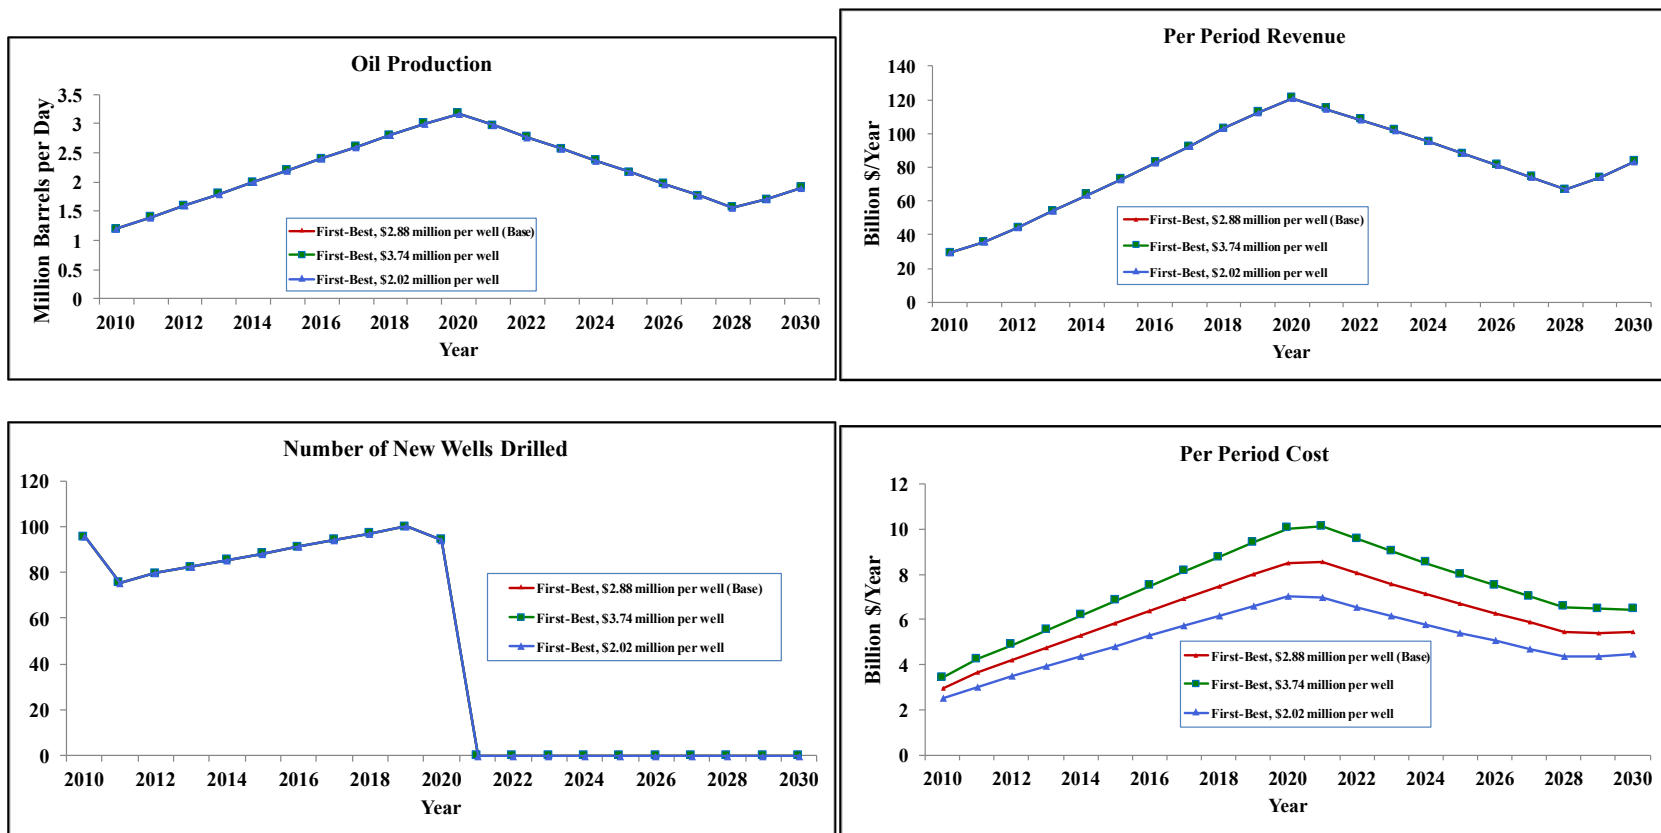 Oil Production
Million Barrels per Day
3.5
3
2.5
2
1.5
1
0.5
0
First-Best, $2.88 million per well (Base)
First-Best, $3.74 million per well
First-Best, $2.02 million per well
2010 2012 2014 2016 2018 2020 2022 2024 2026 2028 2030
Year
Per Period Revenue
Billion $/Year
140
120
100
80
60
40
20
0
First-Best, $2.88 million per well (Base)
First-Best, $3.74 million per well
First-Best, $2.02 million per well
2010 2012 2014 2016 2018 2020 2022 2024 2026 2028 2030
Year
Number of New Wells Drilled
120
100
80
60
40
20
0
First-Best, $2.88 million per well (Base)
First-Best, $3.74 million per well
First-Best, $2.02 million per well
2010 2012 2014 2016 2018 2020 2022 2024 2026 2028 2030
Year
Per Period Cost
Billion $/Year
12
10
8
6
4
2
0
First-Best, $2.88 million per well (Base)
First-Best, $3.74 million per well
First-Best, $2.02 million per well
2010 2012 2014 2016 2018 2020 2022 2024 2026 2028 2030
Year